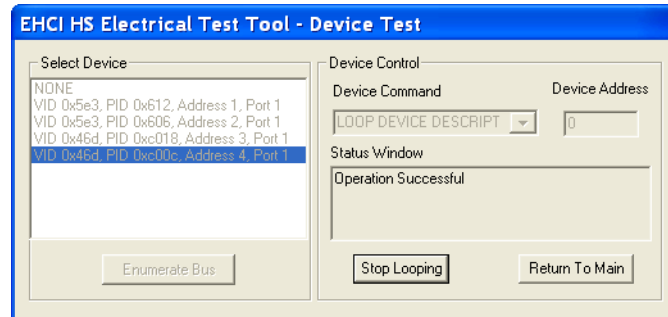 EHCI HS Electrical Test Tool - Device Test
Select Device
NONE
VID 0x5e3, PID 0x612, Address 1, Port 1
VID 0x5e3, PID 0x606, Address 2, Port 1
VID 0x46d, PID 0xc018, Address 3, Port 1
VID 0x46d, PID 0xc00c, Address 4, Port 1
Enumerate Bus
Device Control
Device Command
Device Address
LOOP DEVICE DESCRIPT
0
Status Window
Operation Successful
Stop Looping
Return To Main